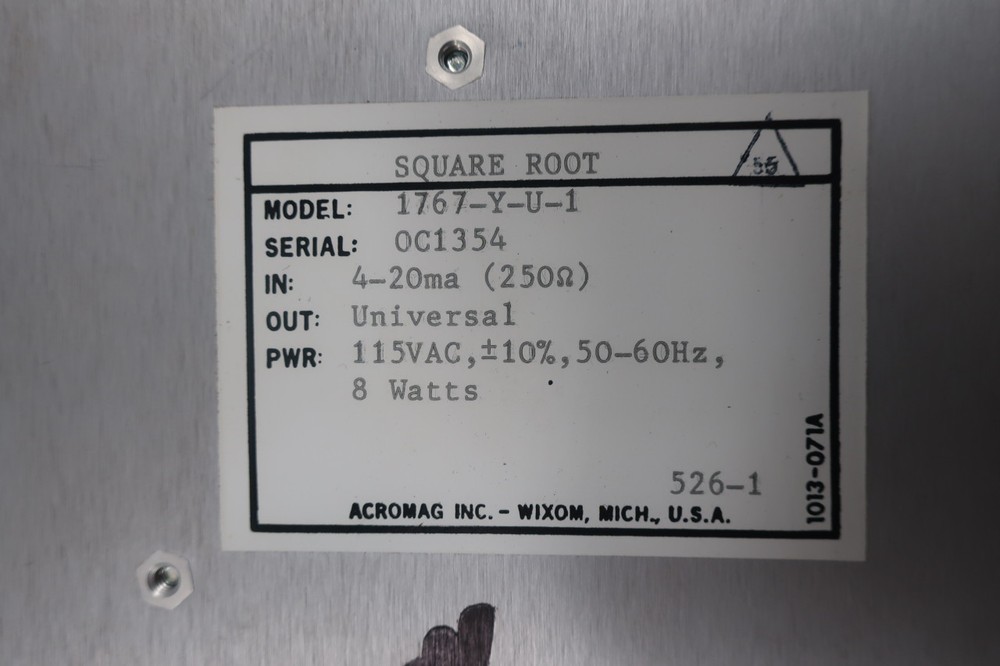 SQUARE ROOT
MODEL: 1767-Y-U-1
SERIAL: OC1354
IN: 4-20ma (250Ω)
OUT: Universal
PWR: 115VAC,±10%,50-60Hz,
8 Watts
526-1
ACROMAG INC. - WIXOM, MICH., U.S.A.
1013-071A